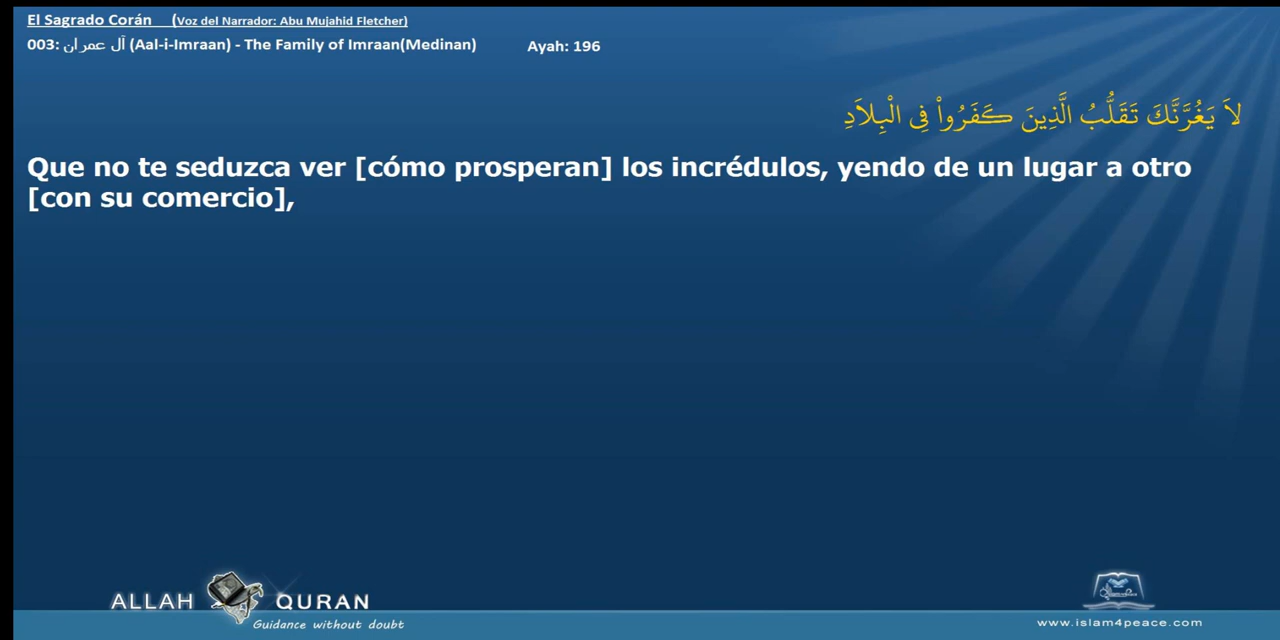 El Sagrado Corán (Voz del Narrador: Abu Mujahid Fletcher)
003: آل عمران (Aal-i-Imraan) - The Family of Imraan(Medinan) Ayah: 196
لاَ يَغُرَّنَّكَ تَقَلُّبُ الَّذِينَ كَفَرُواْ فِي الْبِلاَدِ
Que no te seduzca ver [cómo prosperan] los incrédulos, yendo de un lugar a otro
[con su comercio],
ALLAH QURAN
Guidance without doubt
www.islam4peace.com